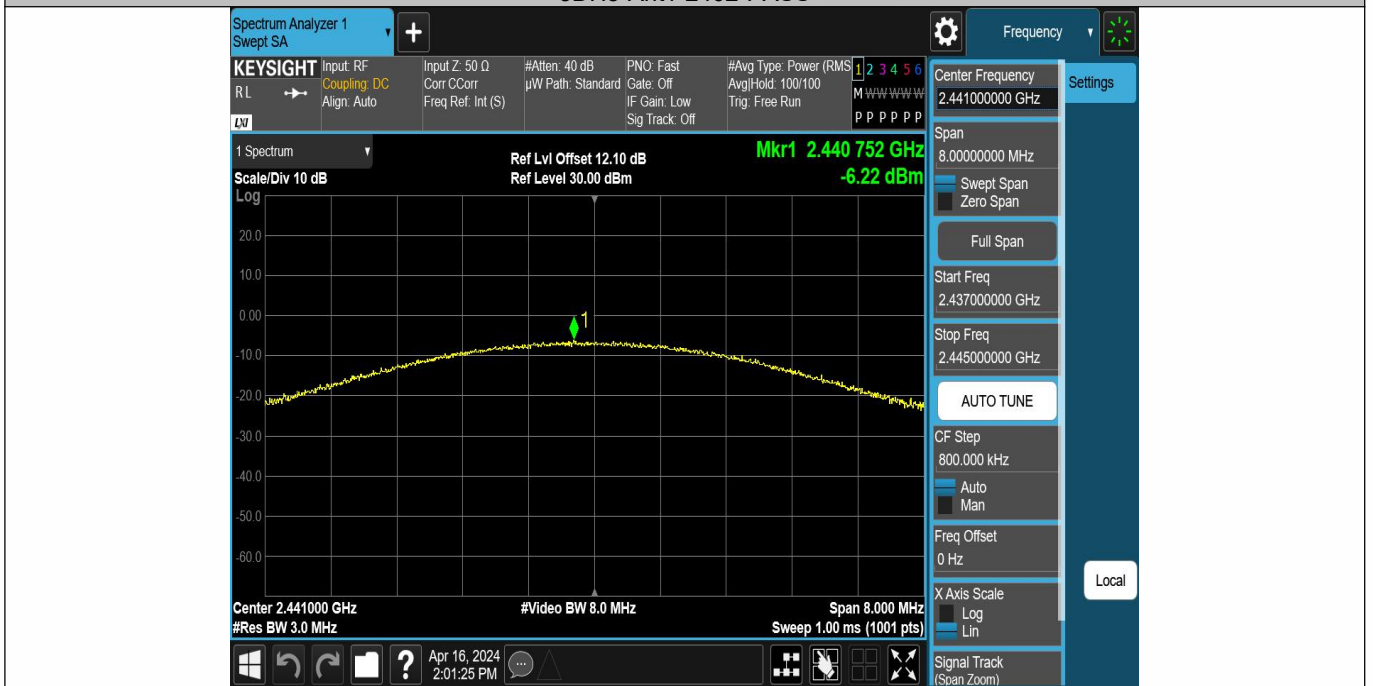 Spectrum Analyzer 1
Swept SA
+
Frequency
KEYSIGHT
R L
LXI
Input: RF
Coupling: DC
Align: Auto
Input Z: 50 Ω
Corr CCorr
Freq Ref: Int (S)
#Atten: 40 dB
µW Path: Standard
PNO: Fast
Gate: Off
IF Gain: Low
Sig Track: Off
#Avg Type: Power (RMS
Avg|Hold: 100/100
Trig: Free Run
1 2 3 4 5 6
M W W W W W
P P P P P P
1 Spectrum
Scale/Div 10 dB
Ref Lvl Offset 12.10 dB
Ref Level 30.00 dBm
Mkr1 2.440 752 GHz
-6.22 dBm
Log
20.0
10.0
0.00
-10.0
-20.0
-30.0
-40.0
-50.0
-60.0
1
Center 2.441000 GHz
#Res BW 3.0 MHz
#Video BW 8.0 MHz
Span 8.000 MHz
Sweep 1.00 ms (1001 pts)
Center Frequency
2.441000000 GHz
Settings
Span
8.00000000 MHz
Swept Span
Zero Span
Full Span
Start Freq
2.437000000 GHz
Stop Freq
2.445000000 GHz
AUTO TUNE
CF Step
800.000 kHz
Auto
Man
Freq Offset
0 Hz
X Axis Scale
Log
Lin
Local
Signal Track
(Span Zoom)
?
Apr 16, 2024
2:01:25 PM